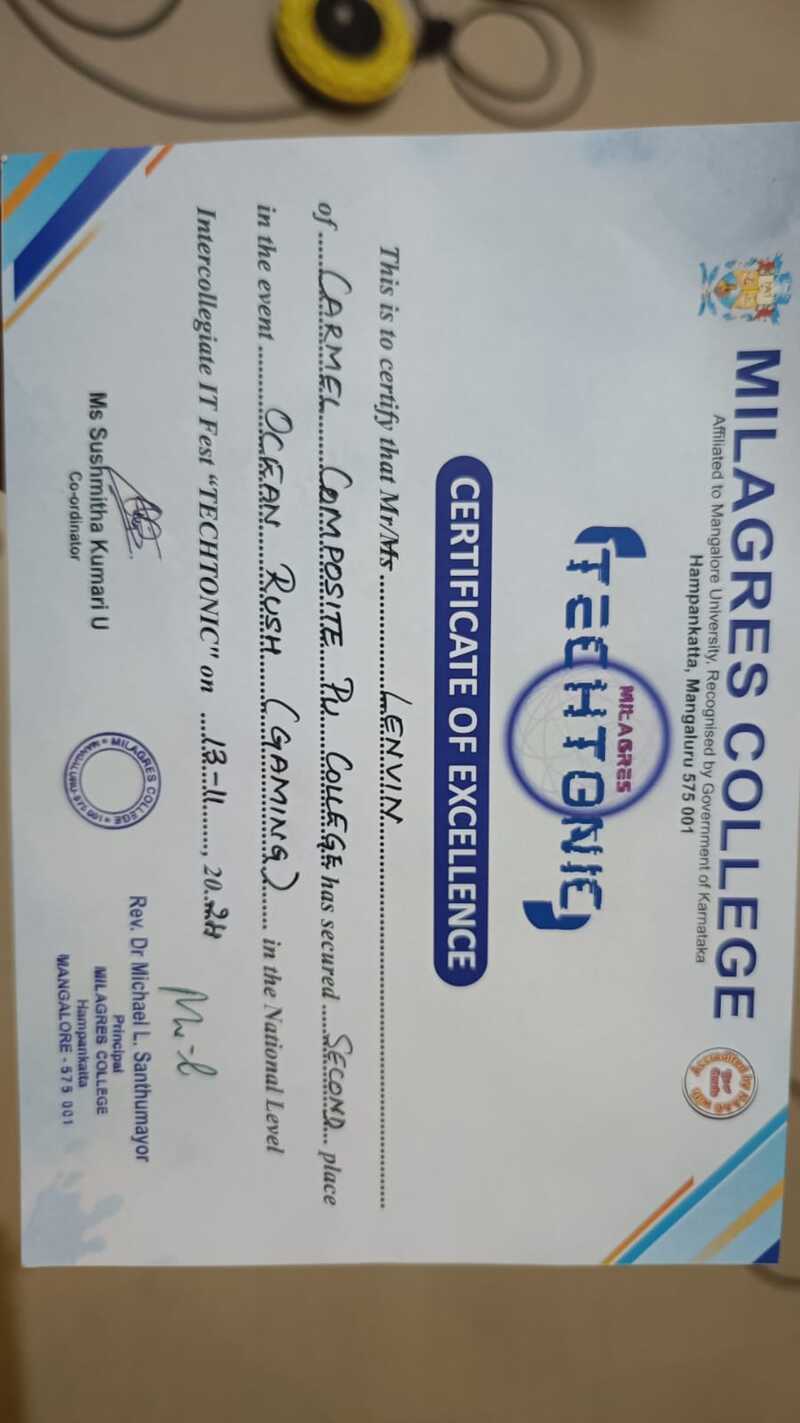 MILAGRES COLLEGE
Affiliated to Mangalore University, Recognised by Government of Karnataka
Hampankatta, Mangaluru 575 001
MILAGRES
TECHTONIC
CERTIFICATE OF EXCELLENCE
This is to certify that Mr/Ms ........ LENVIN ........
of ..... CARMEL COMPOSITE PU COLLEGE has secured ..... SECOND ... place
in the event ..... OCEAN RUSH (GAMING) ..... in the National Level
Intercollegiate IT Fest "TECHTONIC" on ....13-11......, 20
Ms Sushmitha Kumari U
Co-ordinator
MILAGRES COLLEGE
Rev. Dr Michael L. Santhumayor
Principal
MILAGRES COLLEGE
Hampankatta
MANGALORE - 575 001